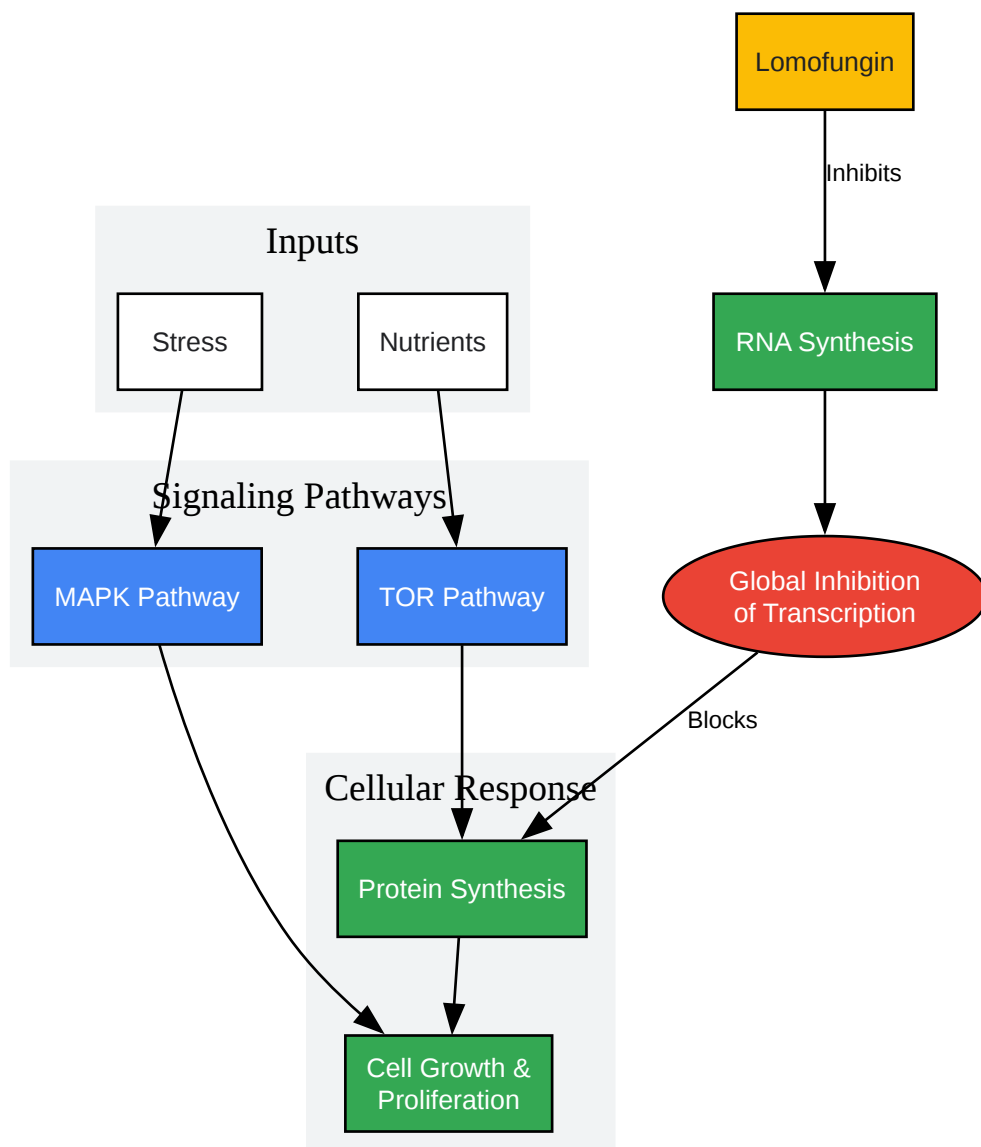 Lomofungin
Inhibits
Inputs
Stress
Nutrients
RNA Synthesis
Signaling Pathways
MAPK Pathway
TOR Pathway
Global Inhibition
of Transcription
Blocks
Cellular Response
Protein Synthesis
Cell Growth &
Proliferation